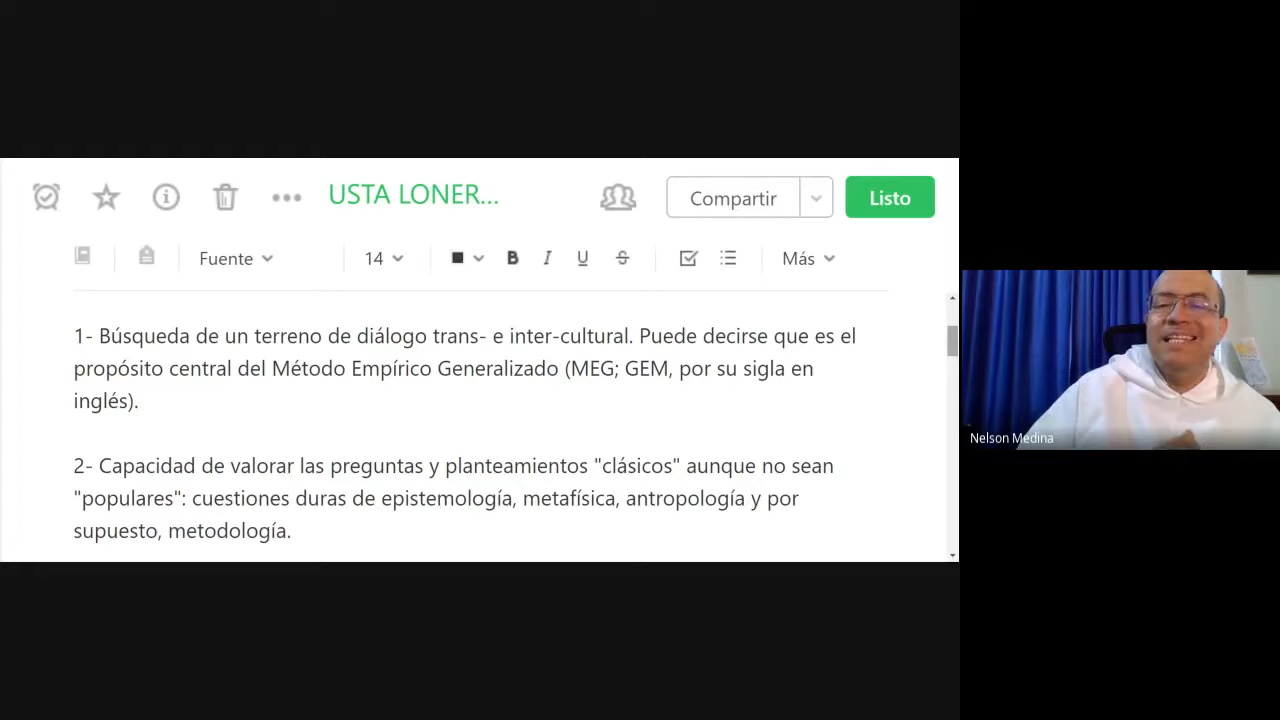 USTA LONER...
Compartir
Listo
Fuente
14
B I U S
Más
1- Búsqueda de un terreno de diálogo trans- e inter-cultural. Puede decirse que es el
propósito central del Método Empírico Generalizado (MEG; GEM, por su sigla en
inglés).
2- Capacidad de valorar las preguntas y planteamientos "clásicos" aunque no sean
"populares": cuestiones duras de epistemología, metafísica, antropología y por
supuesto, metodología.
Nelson Medina